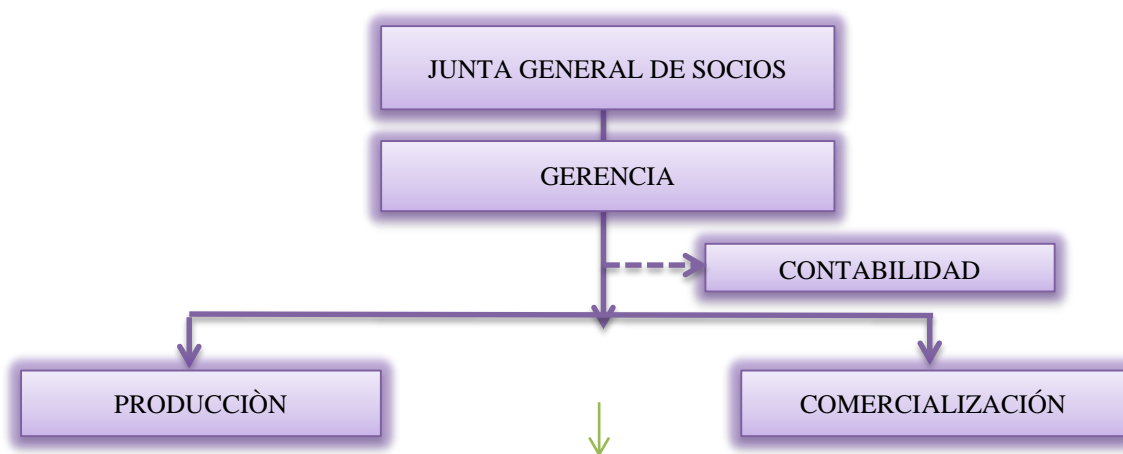 JUNTA GENERAL DE SOCIOS
GERENCIA
CONTABILIDAD
PRODUCCIÒN
COMERCIALIZACIÓN